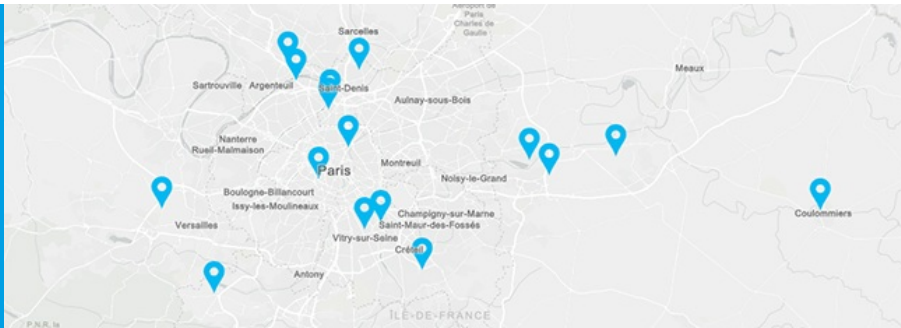 Aéroport de
Paris
Charles de
Gaulle
Sarcelles
Meaux
Sartrouville
Argenteuil
Saint-Denis
Aulnay-sous-Bois
Nanterre
Rueil-Malmaison
Montreuil
Paris
Noisy-le-Grand
Boulogne-Billancourt
Issy-les-Moulineaux
Champigny-sur-Marne
Coulommiers
Versailles
Saint-Maur-des-Fossés
Vitry-sur-Seine
Créteil
Antony
ÎLE-DE-FRANCE
P.N.R. la